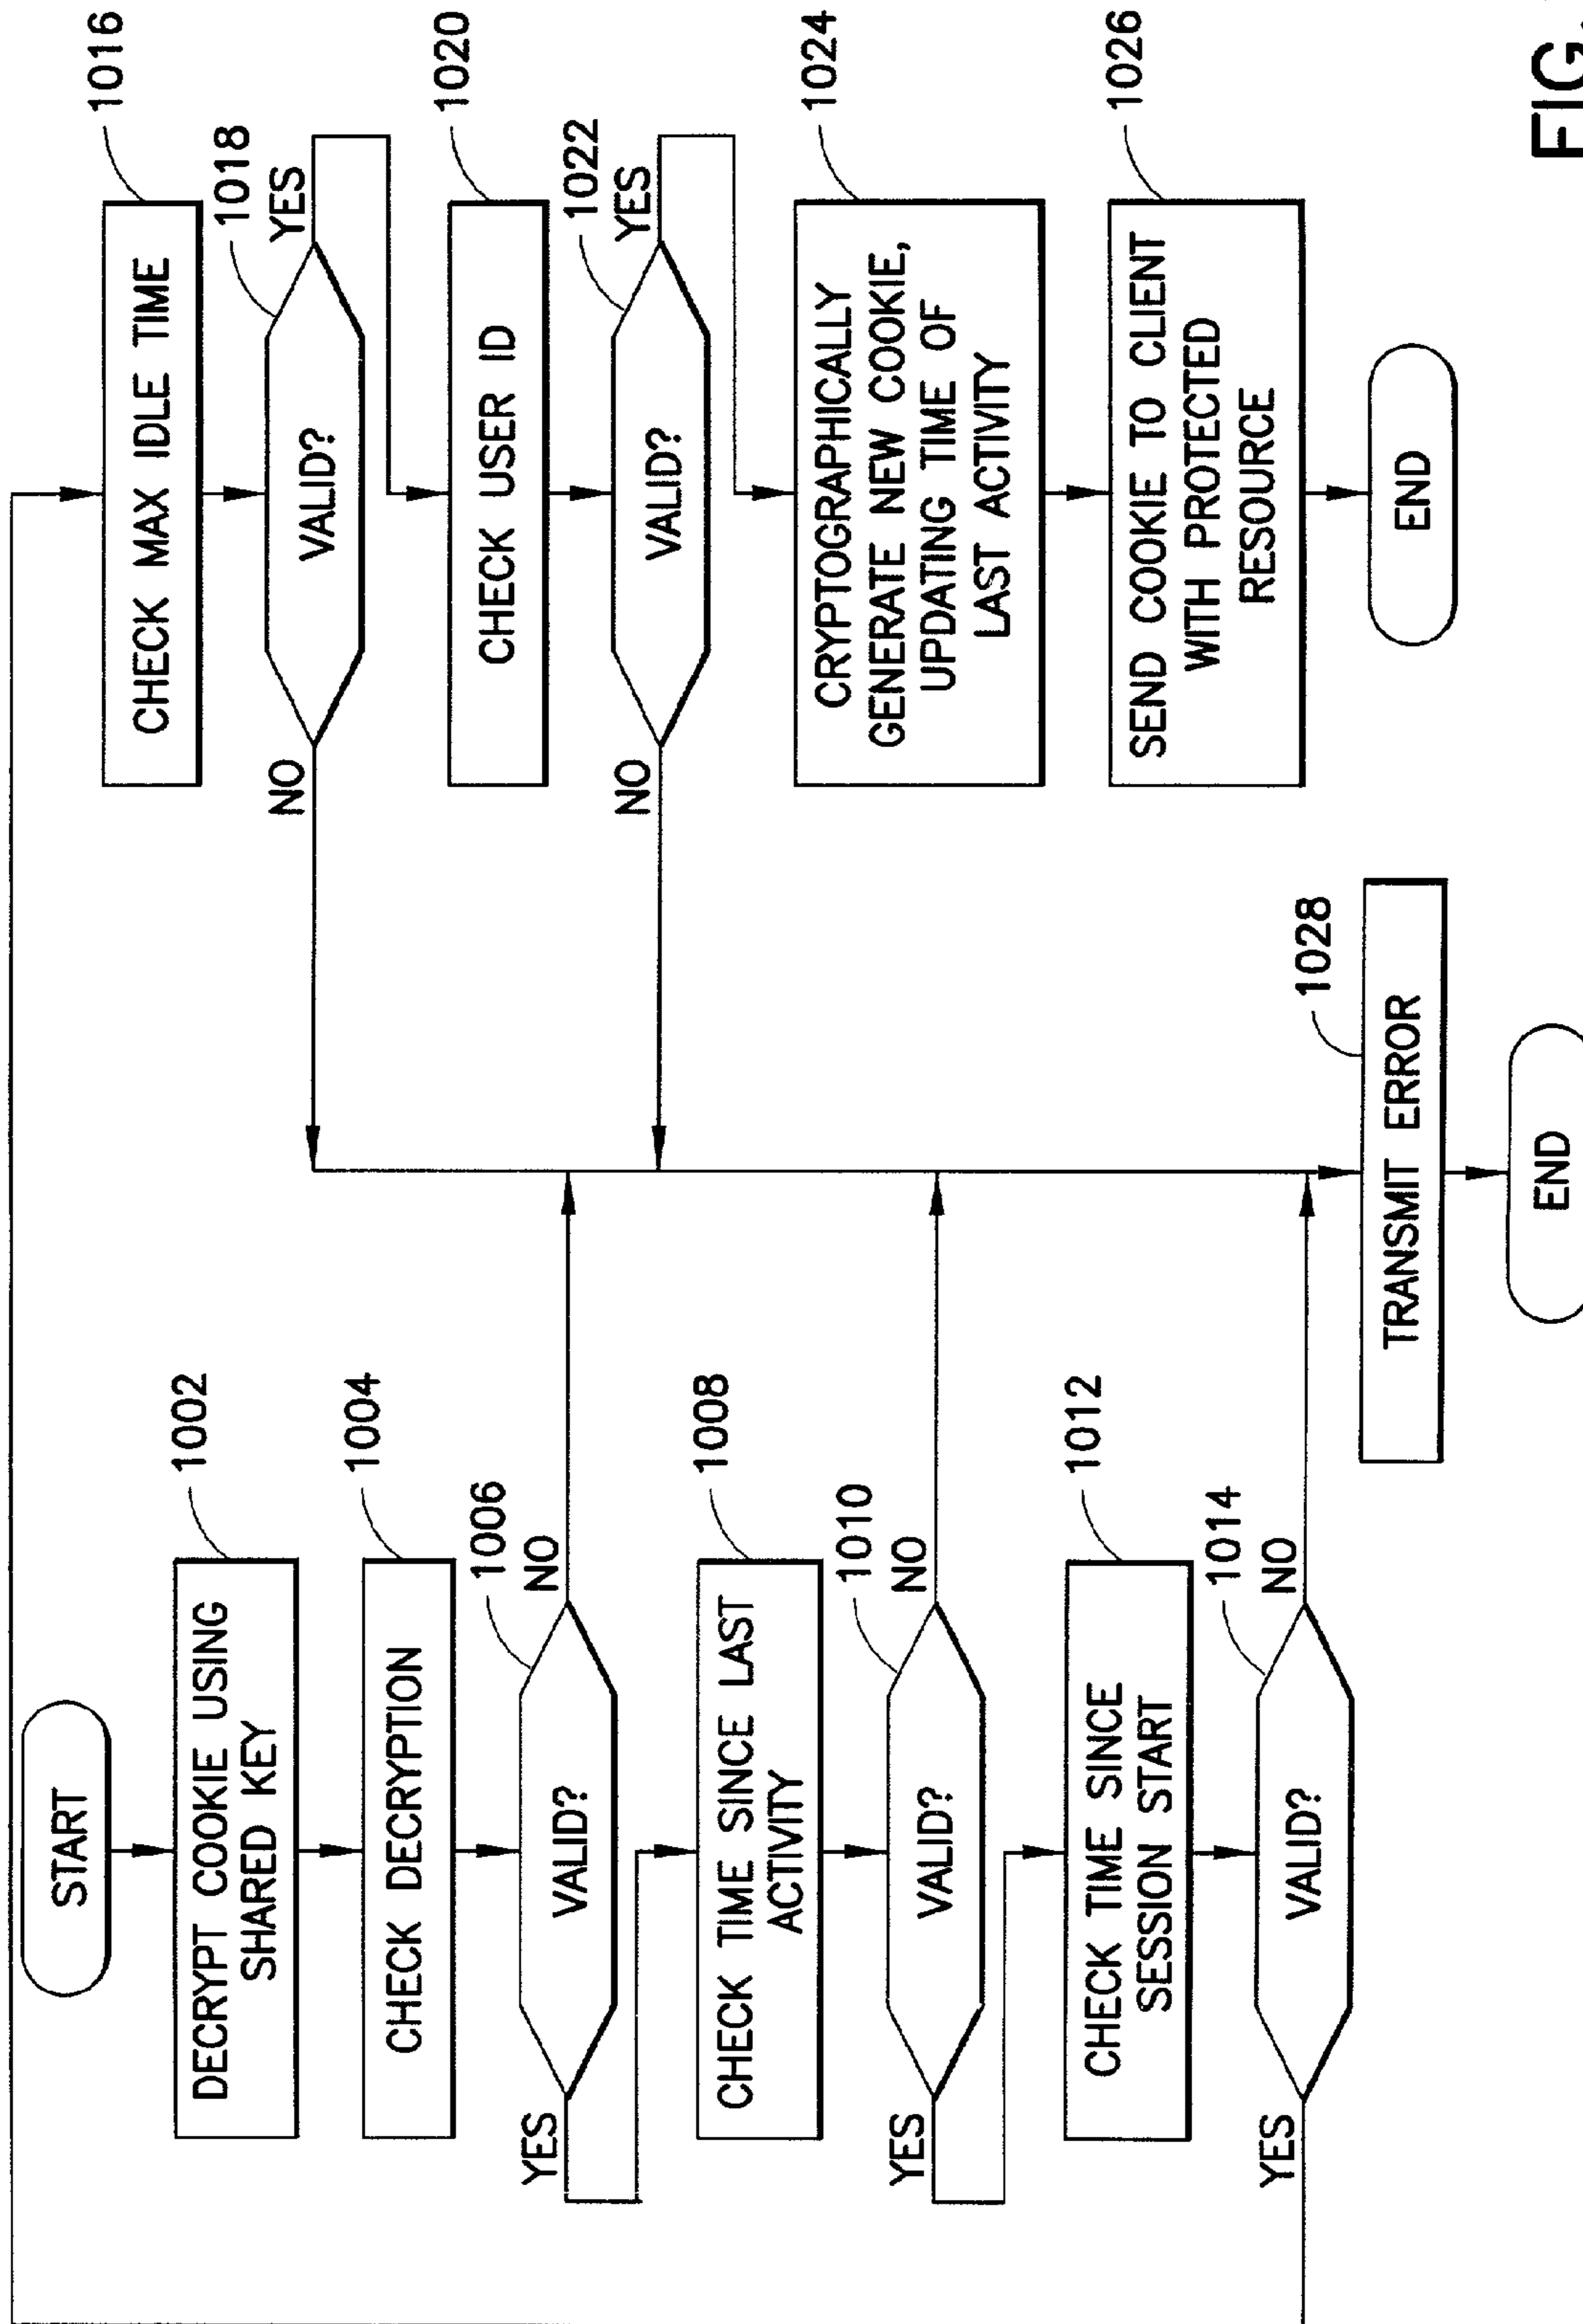 START
1002
DECRYPT COOKIE USING
SHARED KEY
1004
CHECK DECRYPTION
1006
YES
VALID?
NO
1008
CHECK TIME SINCE LAST
ACTIVITY
1010
YES
VALID?
NO
1012
CHECK TIME SINCE
SESSION START
1014
YES
VALID?
NO
1016
CHECK MAX IDLE TIME
1018
NO
VALID?
YES
1020
CHECK USER ID
1022
NO
VALID?
YES
1024
CRYPTOGRAPHICALLY
GENERATE NEW COOKIE,
UPDATING TIME OF
LAST ACTIVITY
1026
SEND COOKIE TO CLIENT
WITH PROTECTED
RESOURCE
END
1028
TRANSMIT ERROR
END
FIG.